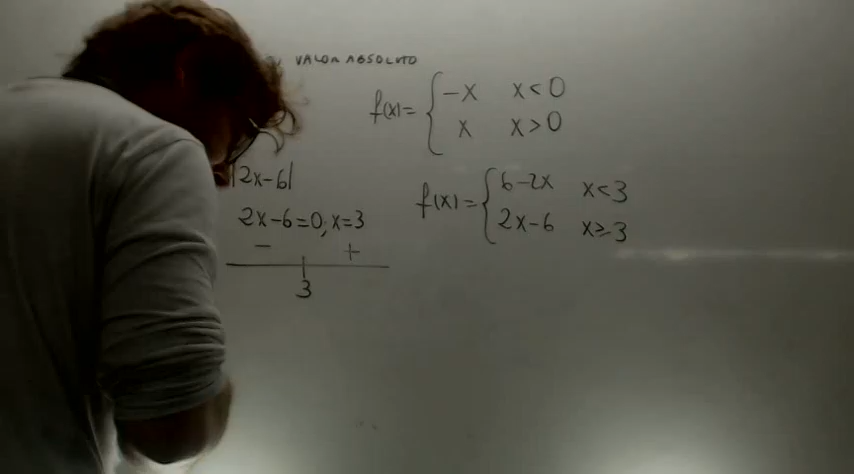 VALOR ABSOLUTO
f(x)= { -x x<0
x x>0
|2x-6|
2x-6=0; x=3
- +
3
f(x)= { 6-2x x<3
2x-6 x≥3